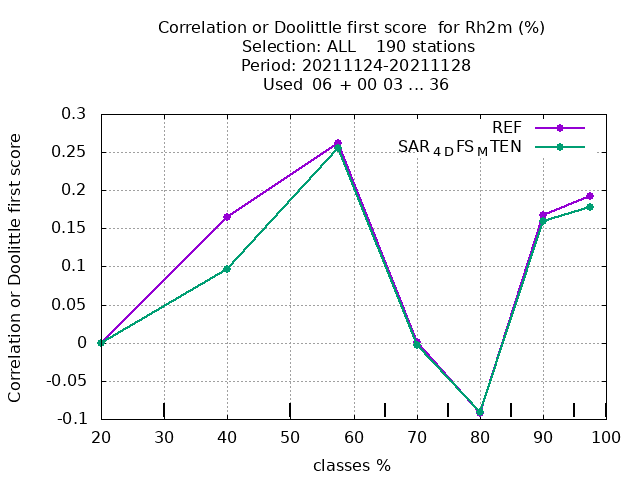 Correlation or Doolittle first score  for Rh2m (%)
Selection: ALL    190 stations
Period: 20211124-20211128
Used  06 + 00 03 ... 36
Correlation or Doolittle first score
0.3
0.25
0.2
0.15
0.1
0.05
0
-0.05
-0.1
REF
SAR4DFSMTEN
20 30 40 50 60 70 80 90 100
classes %